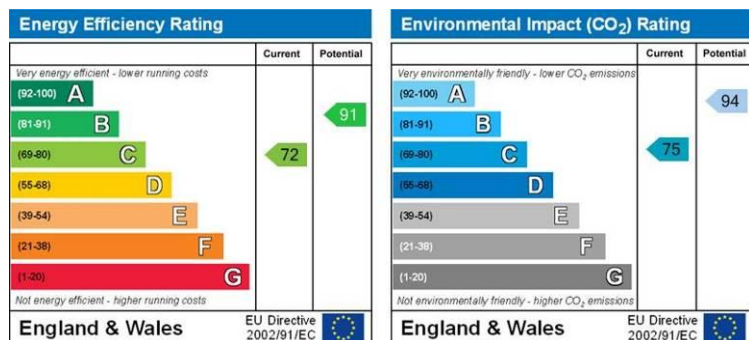 Energy Efficiency Rating
Current Potential
Very energy efficient - lower running costs
(92-100) A
(81-91) B
91
(69-80) C
72
(55-68) D
(39-54) E
(21-38) F
(1-20) G
Not energy efficient - higher running costs
England & Wales
EU Directive
2002/91/EC
Environmental Impact (CO2) Rating
Current Potential
Very environmentally friendly - lower CO2 emissions
(92-100) A
94
(81-91) B
(69-80) C
75
(55-68) D
(39-54) E
(21-38) F
(1-20) G
Not environmentally friendly - higher CO2 emissions
England & Wales
EU Directive
2002/91/EC